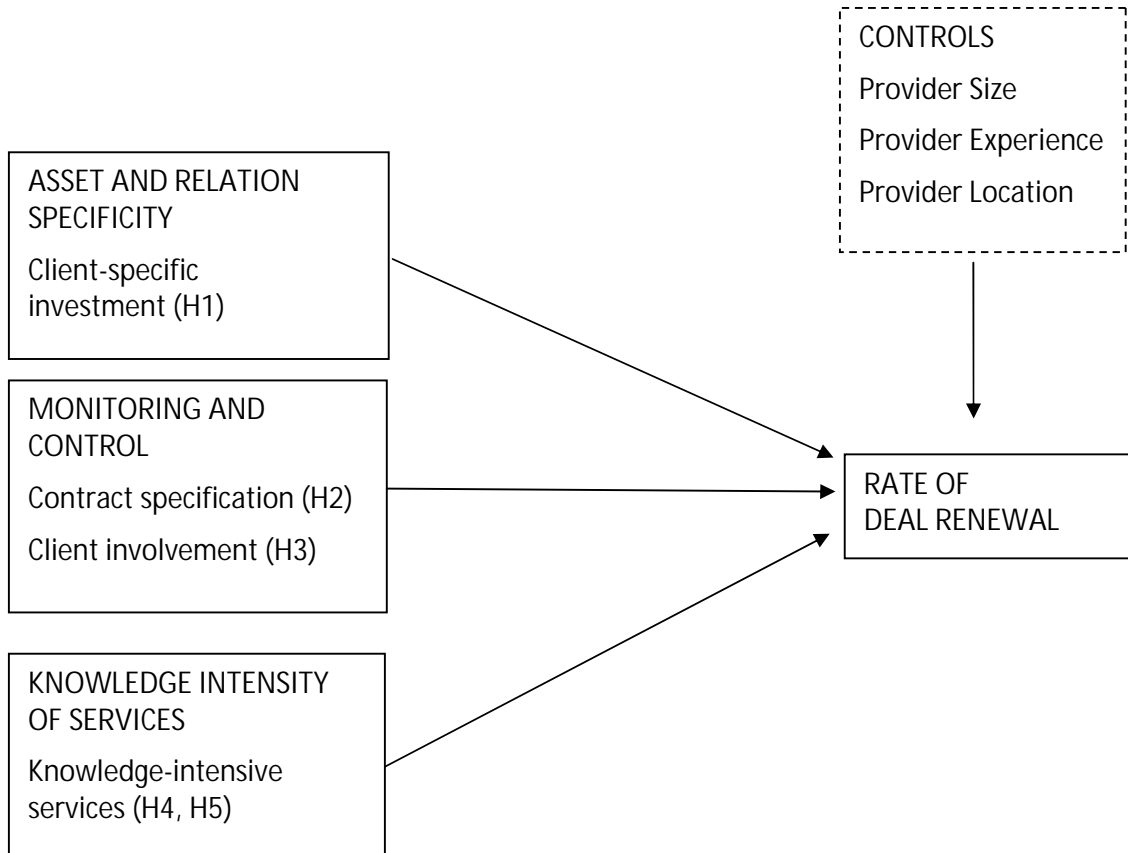 CONTROLS
Provider Size
Provider Experience
Provider Location
ASSET AND RELATION
SPECIFICITY
Client-specific
investment (H1)
MONITORING AND
CONTROL
Contract specification (H2)
Client involvement (H3)
KNOWLEDGE INTENSITY
OF SERVICES
Knowledge-intensive
services (H4, H5)
RATE OF
DEAL RENEWAL